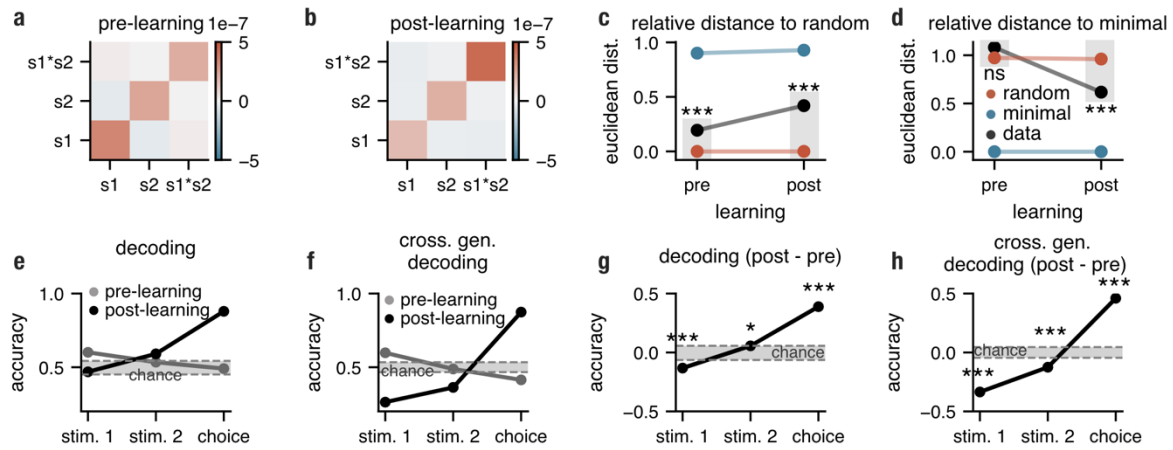 a pre-learning 1e−7
s1*s2
s2
s1
s1 s2 s1*s2
5
0
−5
b post-learning 1e−7
s1*s2
s2
s1
s1 s2 s1*s2
5
0
−5
c relative distance to random
euclidean dist.
1.0
0.5
0.0
***
***
pre post
learning
d relative distance to minimal
euclidean dist.
1.0
0.5
0.0
ns
random
minimal
data
***
pre post
learning
e decoding
accuracy
1.0
0.5
pre-learning
post-learning
chance
stim. 1 stim. 2 choice
f cross. gen.
decoding
accuracy
1.0
0.5
pre-learning
post-learning
chance
stim. 1 stim. 2 choice
g decoding (post - pre)
accuracy
0.5
0.0
−0.5
***
*
***
chance
stim. 1 stim. 2 choice
h cross. gen.
decoding (post - pre)
accuracy
0.5
0.0
−0.5
***
***
***
chance
stim. 1 stim. 2 choice